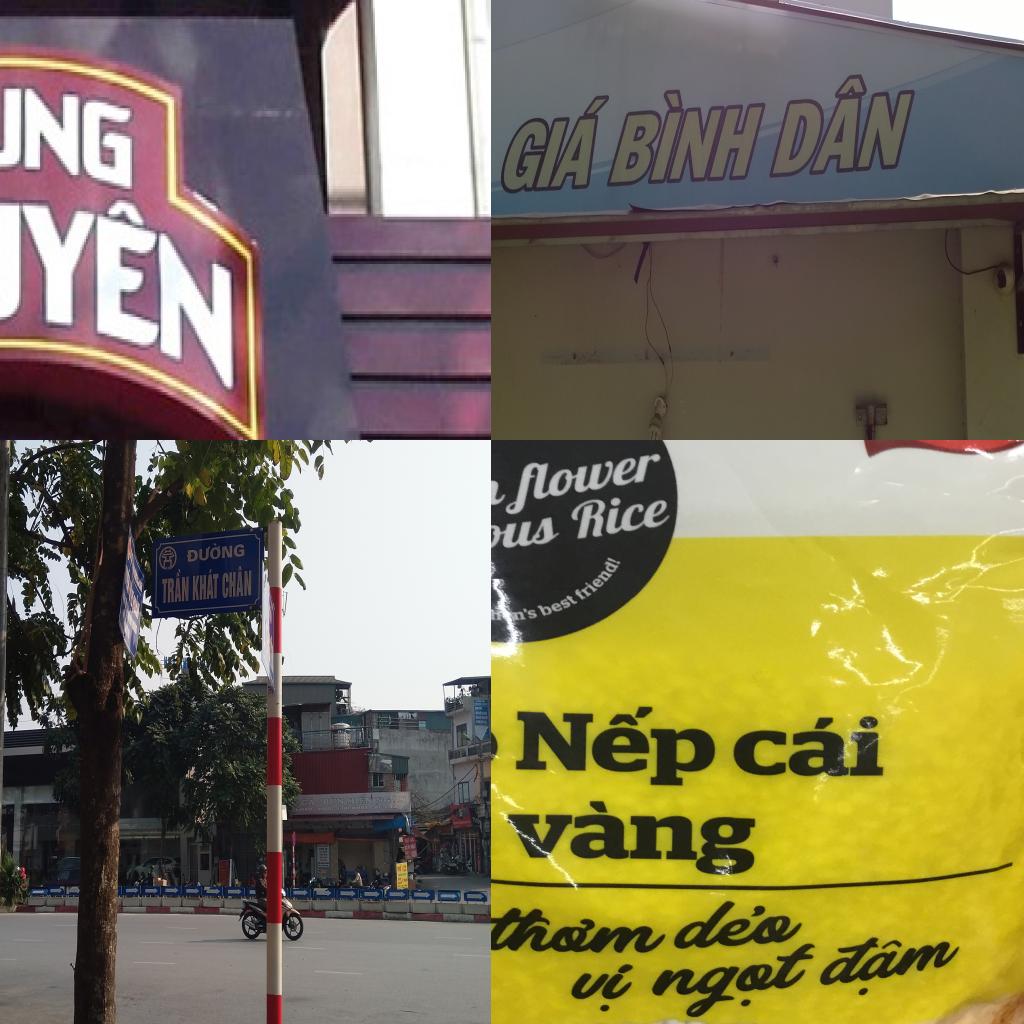 UNG
UYÊN
GIÁ BÌNH DÂN
ĐƯỜNG
TRẦN KHÁT CHÂN
flower
ous Rice
best friend!
Nếp cái
vàng
thơm dẻo
vị ngọt đậm